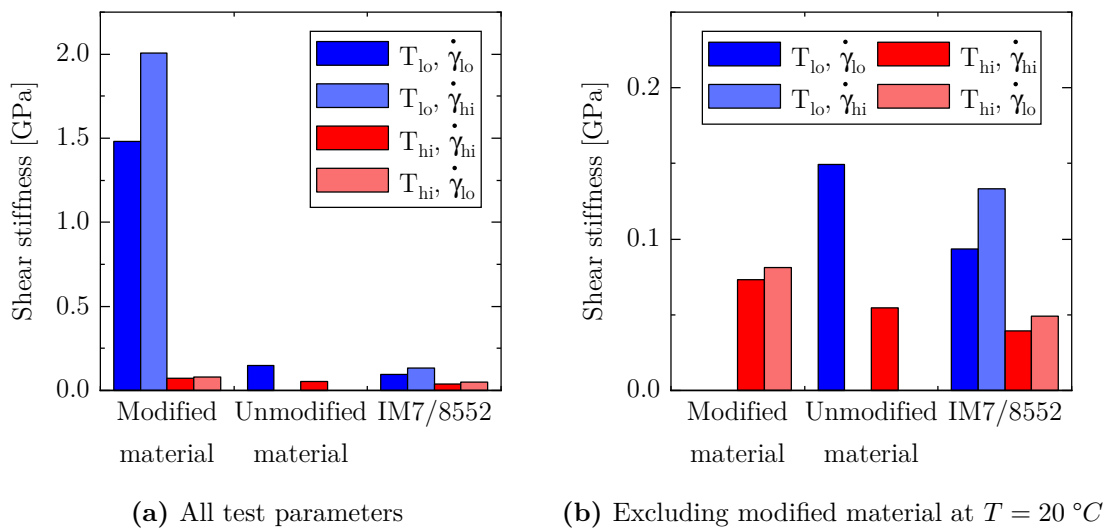 Shear stiffness [GPa]
2.0
1.5
1.0
0.5
0.0
T_lo, γ̇_lo
T_lo, γ̇_hi
T_hi, γ̇_hi
T_hi, γ̇_lo
Modified material
Unmodified material
IM7/8552
(a) All test parameters
Shear stiffness [GPa]
0.2
0.1
0.0
T_lo, γ̇_lo T_hi, γ̇_hi
T_lo, γ̇_hi T_hi, γ̇_lo
Modified material
Unmodified material
IM7/8552
(b) Excluding modified material at T = 20 °C